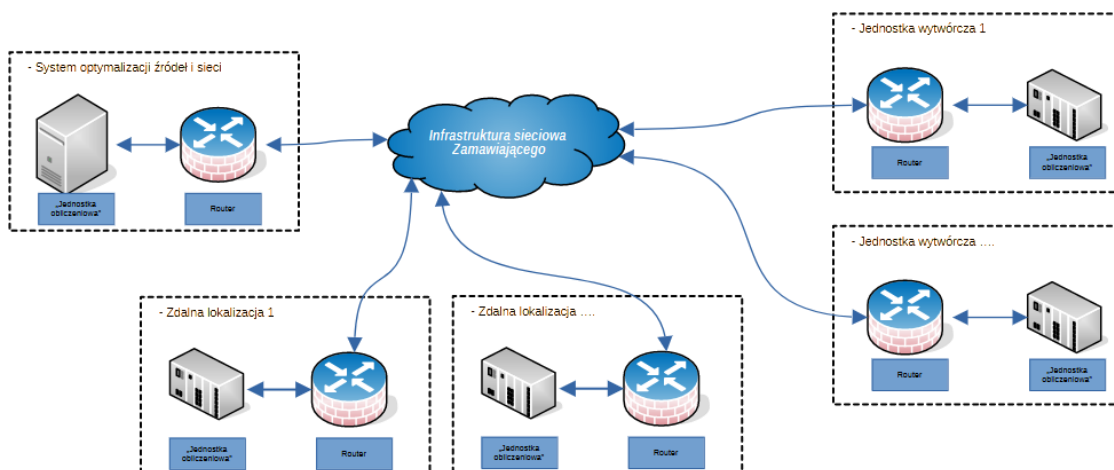 - System optymalizacji źródeł i sieci
„Jednostka
obliczeniowa"
Router
Infrastruktura sieciowa
Zamawiającego
- Jednostka wytwórcza 1
Router
„Jednostka
obliczeniowa"
- Jednostka wytwórcza ....
Router
„Jednostka
obliczeniowa"
- Zdalna lokalizacja 1
„Jednostka
obliczeniowa"
Router
- Zdalna lokalizacja ....
„Jednostka
obliczeniowa"
Router